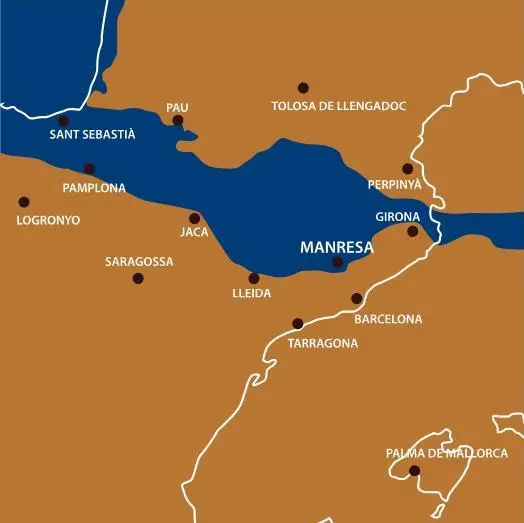 TOLOSA DE LLENGADOC
PAU
SANT SEBASTIÀ
PAMPLONA
PERPINYÀ
LOGRONYO
GIRONA
JACA
MANRESA
SARAGOSSA
LLEIDA
BARCELONA
TARRAGONA
PALMA DE MALLORCA